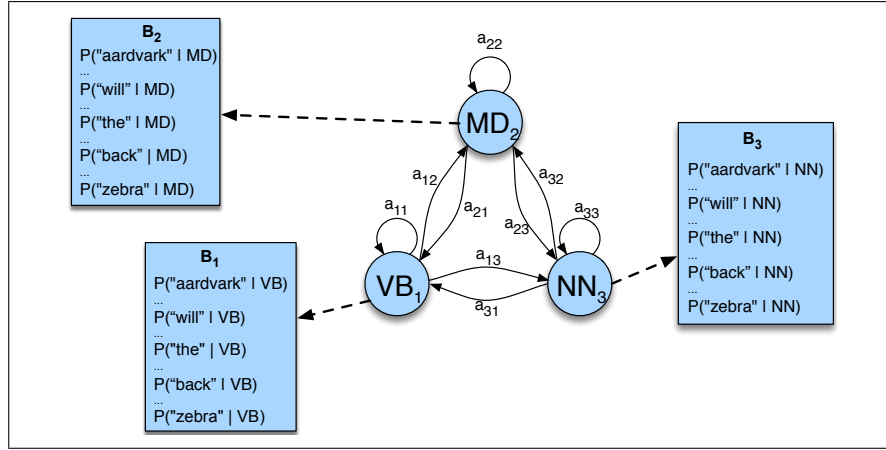 B₂
P("aardvark" | MD)
...
P(“will” | MD)
...
P("the" | MD)
...
P(“back” | MD)
...
P("zebra" | MD)
a₂₂
MD₂
B₃
P("aardvark" | NN)
...
P(“will” | NN)
...
P("the" | NN)
...
P(“back” | NN)
...
P("zebra" | NN)
a₁₂
a₃₂
a₁₁
a₂₁
a₂₃
a₃₃
B₁
P("aardvark" | VB)
...
P(“will” | VB)
...
P("the" | VB)
...
P(“back” | VB)
...
P("zebra" | VB)
a₁₃
VB₁
NN₃
a₃₁